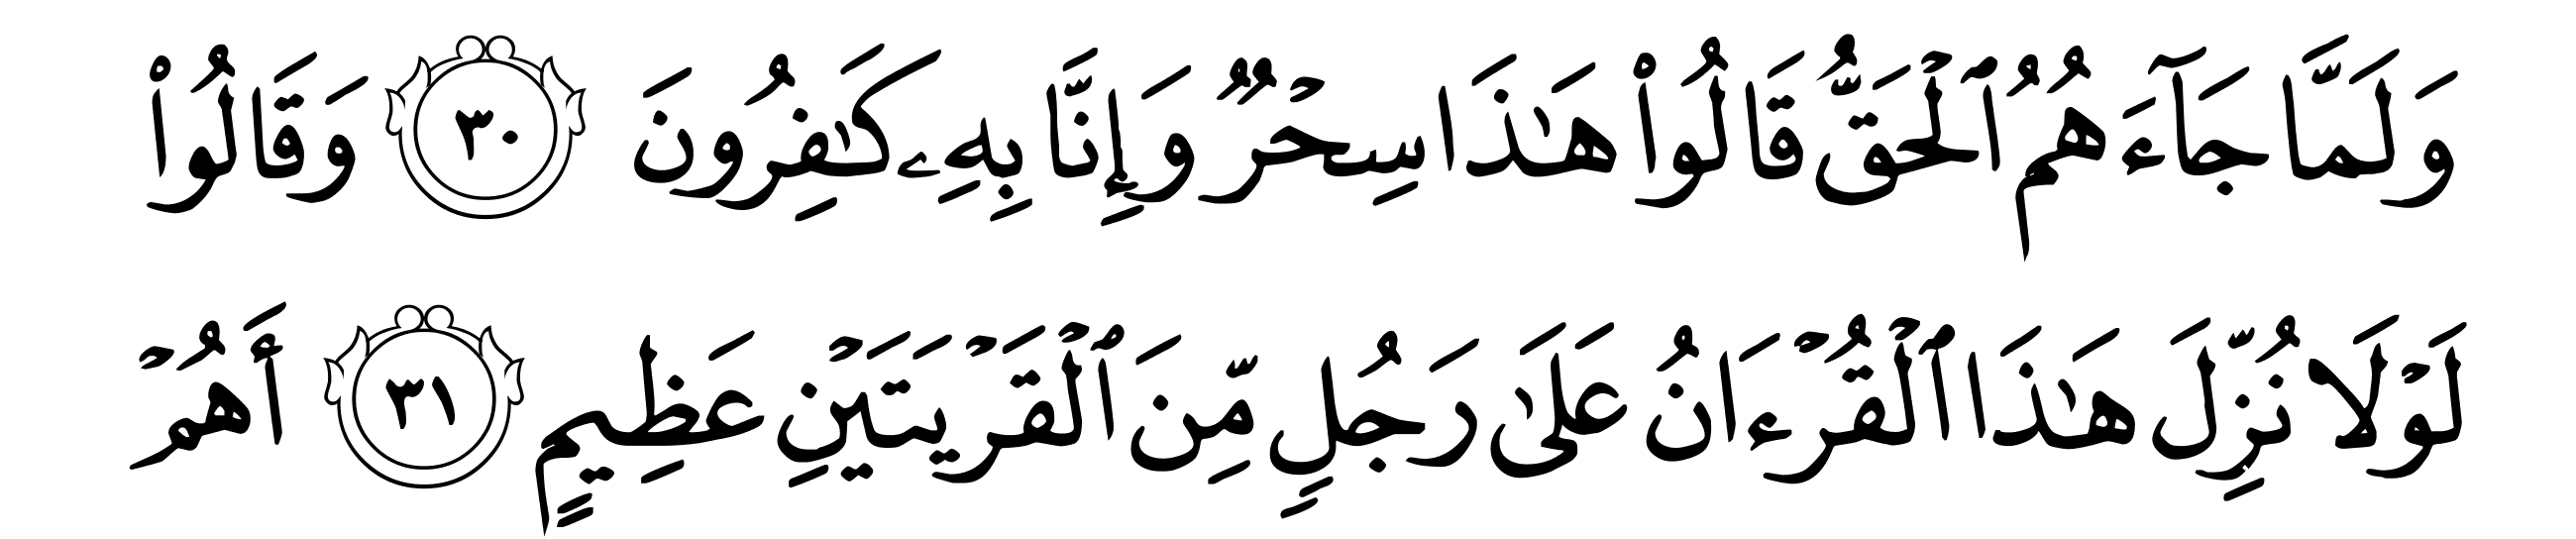 وَلَمَّا جَآءَهُمُ ٱلْحَقُّ قَالُوا۟ هَٰذَا سِحْرٌ وَإِنَّا بِهِۦ كَٰفِرُونَ ٣٠ وَقَالُوا۟
لَوْلَا نُزِّلَ هَٰذَا ٱلْقُرْءَانُ عَلَىٰ رَجُلٍ مِّنَ ٱلْقَرْيَتَيْنِ عَظِيمٍ ٣١ أَهُمْ